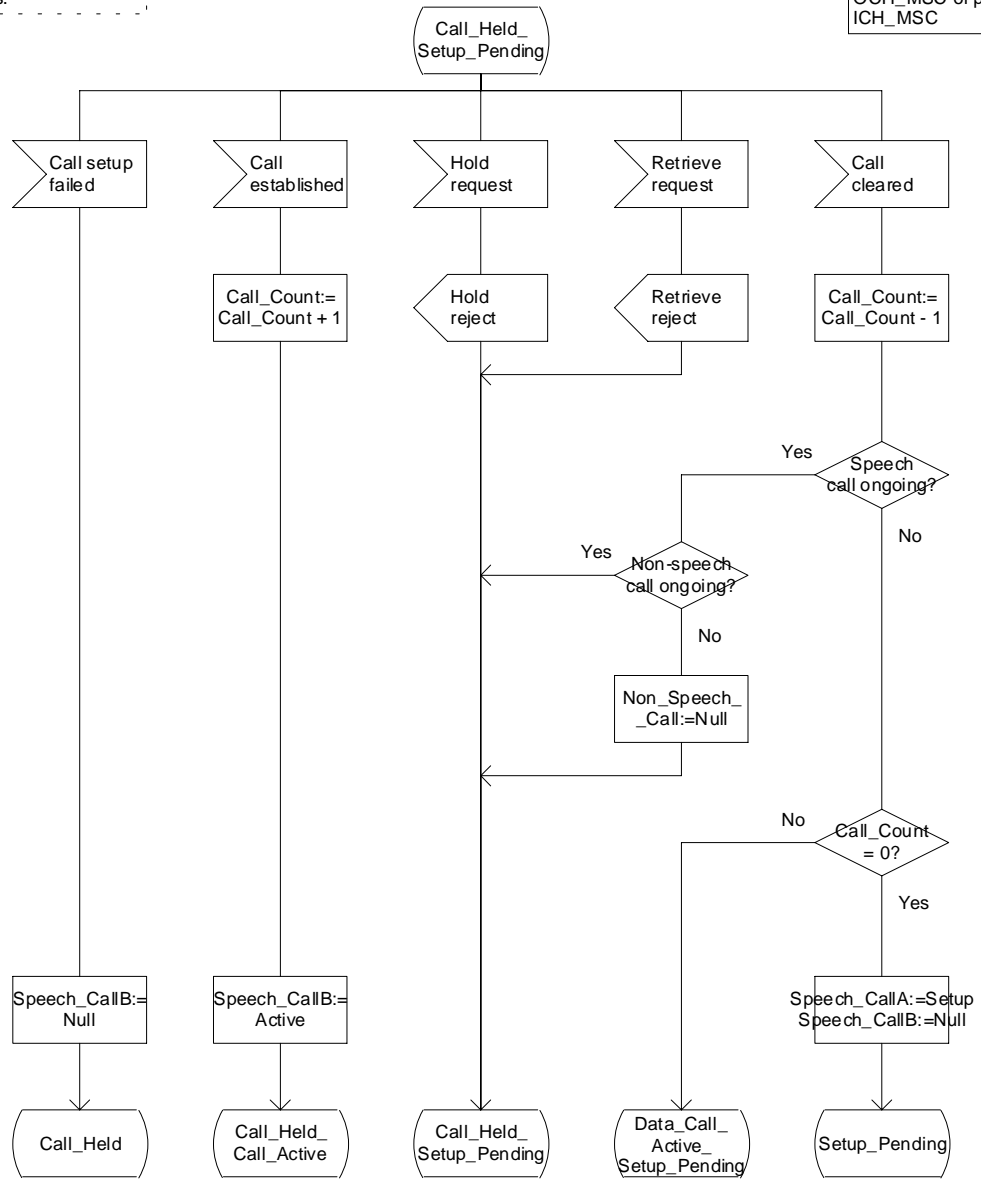 s.
ICH_MSC
Call_Held_
Setup_Pending
Call setup
failed
Call
established
Hold
request
Retrieve
request
Call
cleared
Call_Count:=
Call_Count + 1
Hold
reject
Retrieve
reject
Call_Count:=
Call_Count - 1
Yes
Speech
call ongoing?
No
Yes
Non-speech
call ongoing?
No
Non_Speech_
_Call:=Null
No
Call_Count
= 0?
Yes
Speech_CallB:=
Null
Speech_CallB:=
Active
Speech_CallA:=Setup
Speech_CallB:=Null
Call_Held
Call_Held_
Call_Active
Call_Held_
Setup_Pending
Data_Call_
Active_
Setup_Pending
Setup_Pending